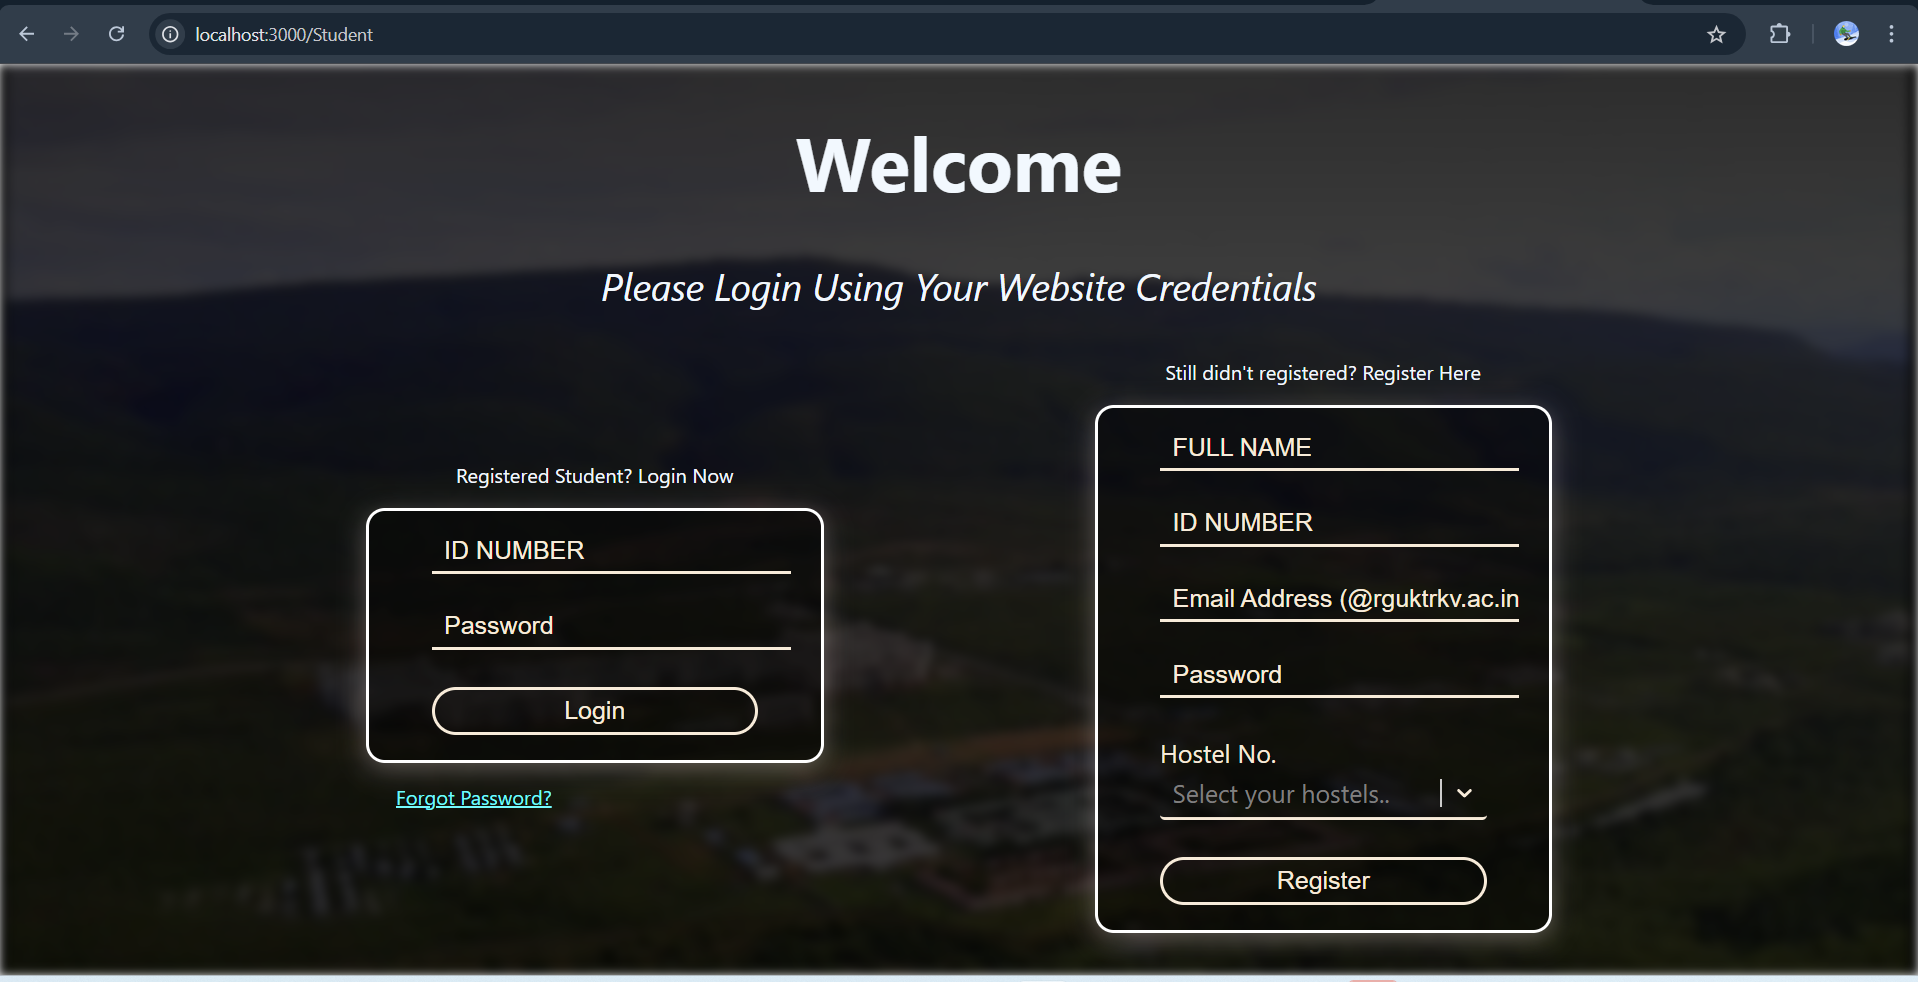 localhost:3000/Student
Welcome
Please Login Using Your Website Credentials
Registered Student? Login Now
ID NUMBER
Password
Login
Forgot Password?
Still didn't registered? Register Here
FULL NAME
ID NUMBER
Email Address (@rguktrkv.ac.in
Password
Hostel No.
Select your hostels..
Register